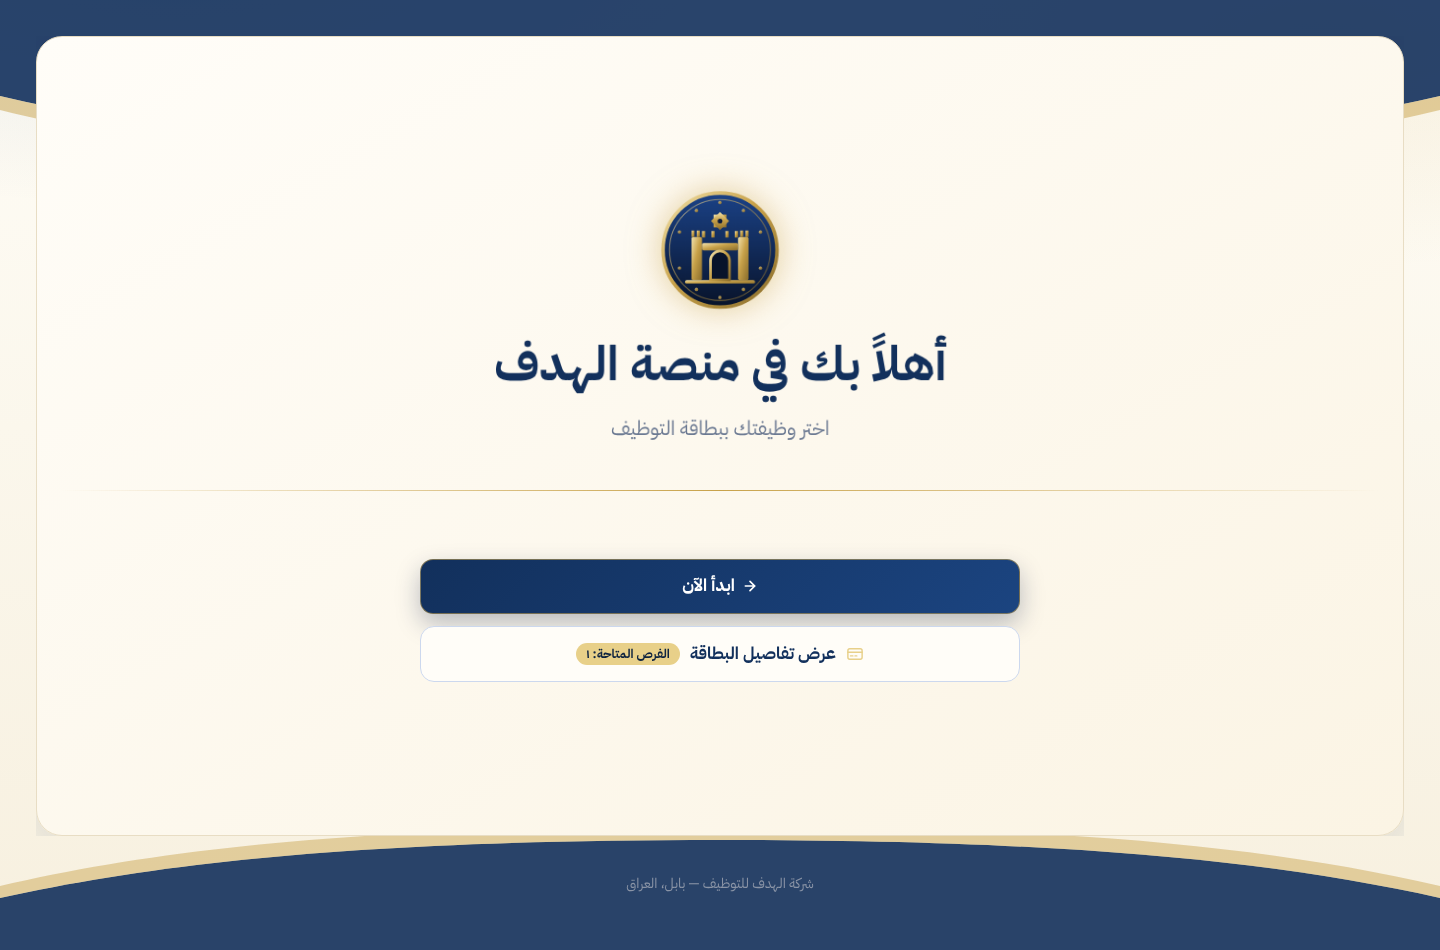 أهلاً بك في منصة الهدف
اختر وظيفتك ببطاقة التوظيف
ابدأ الآن
عرض تفاصيل البطاقة الفرص المتاحة: ١
شركة الهدف للتوظيف — بابل، العراق